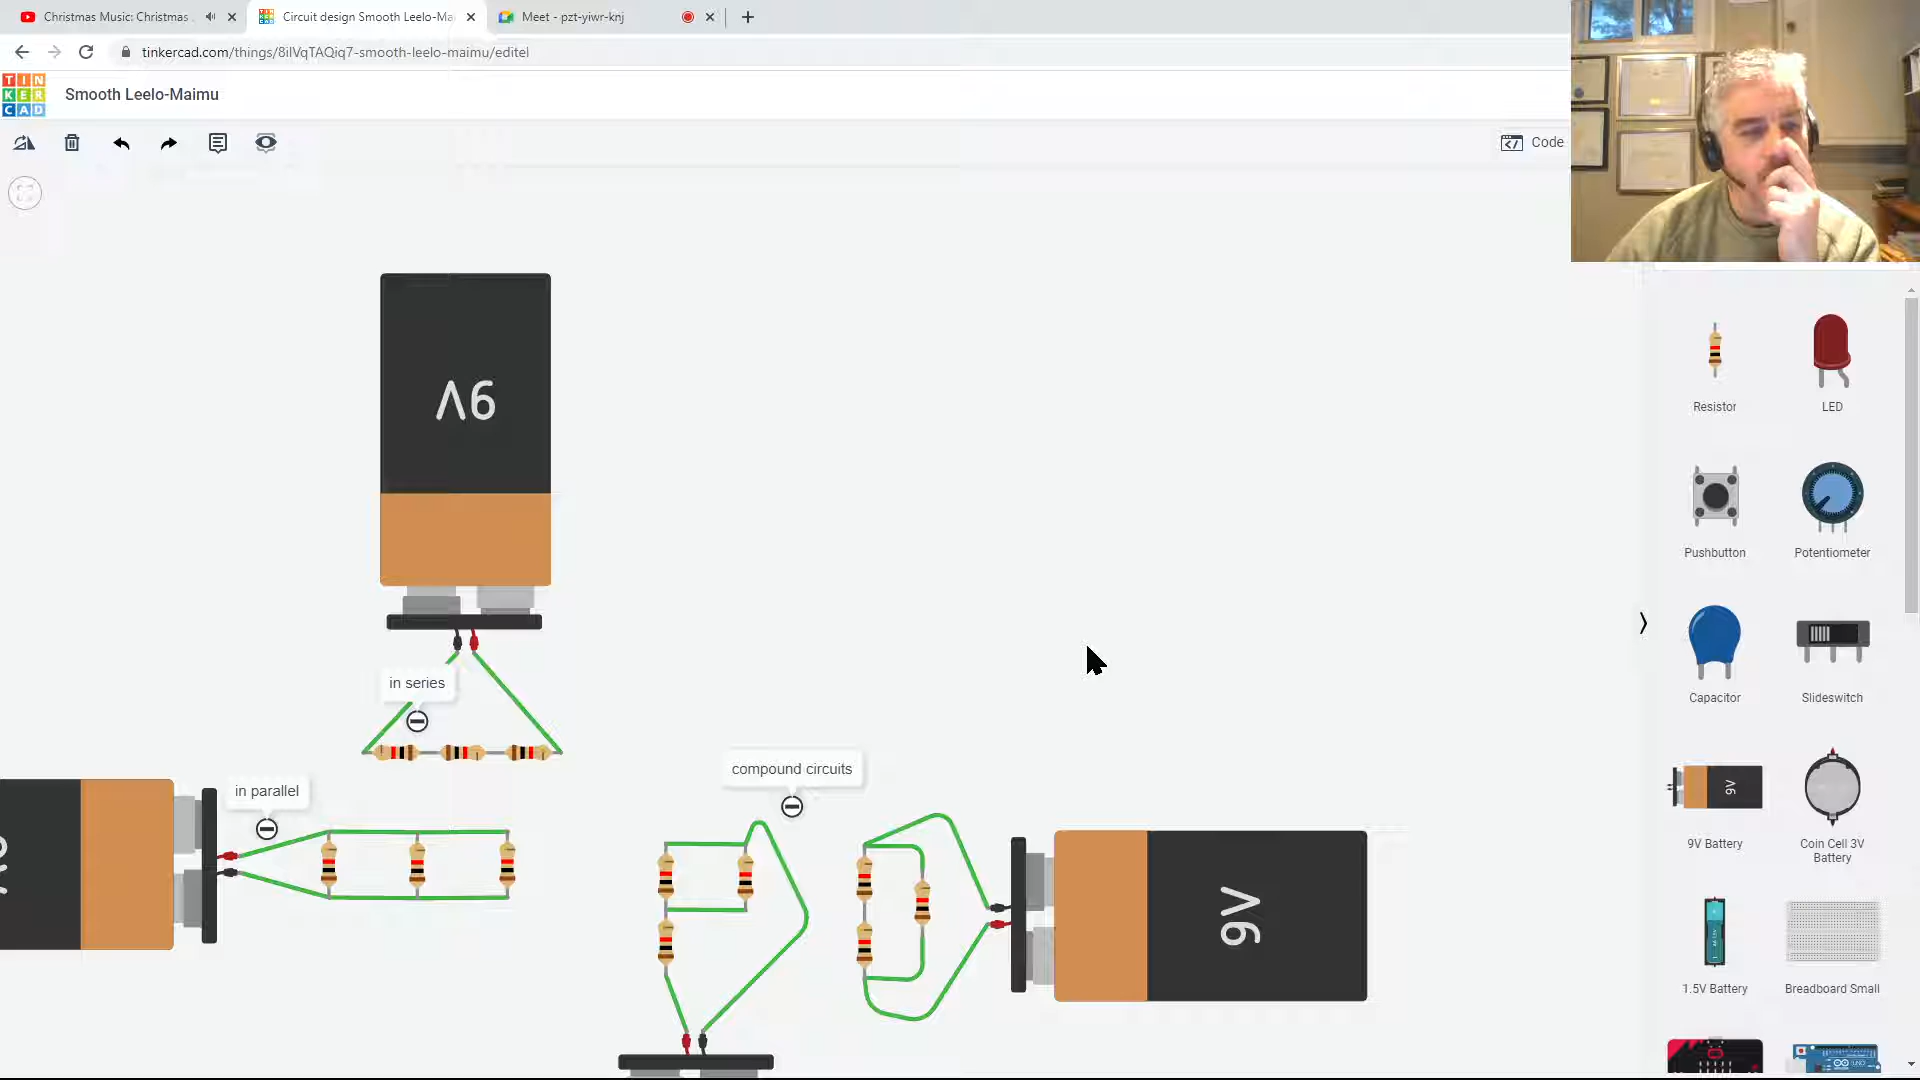 Christmas Music: Christmas
Circuit design Smooth Leelo-Mai
Meet - pzt-yiwr-knj
tinkercad.com/things/8ilVqTAQiq7-smooth-leelo-maimu/editel
TIN
KER
CAD
Smooth Leelo-Maimu
Code
9V
in series
in parallel
compound circuits
9V
Resistor
LED
Pushbutton
Potentiometer
Capacitor
Slideswitch
9V
9V Battery
Coin Cell 3V
Battery
1.5V Battery
Breadboard Small